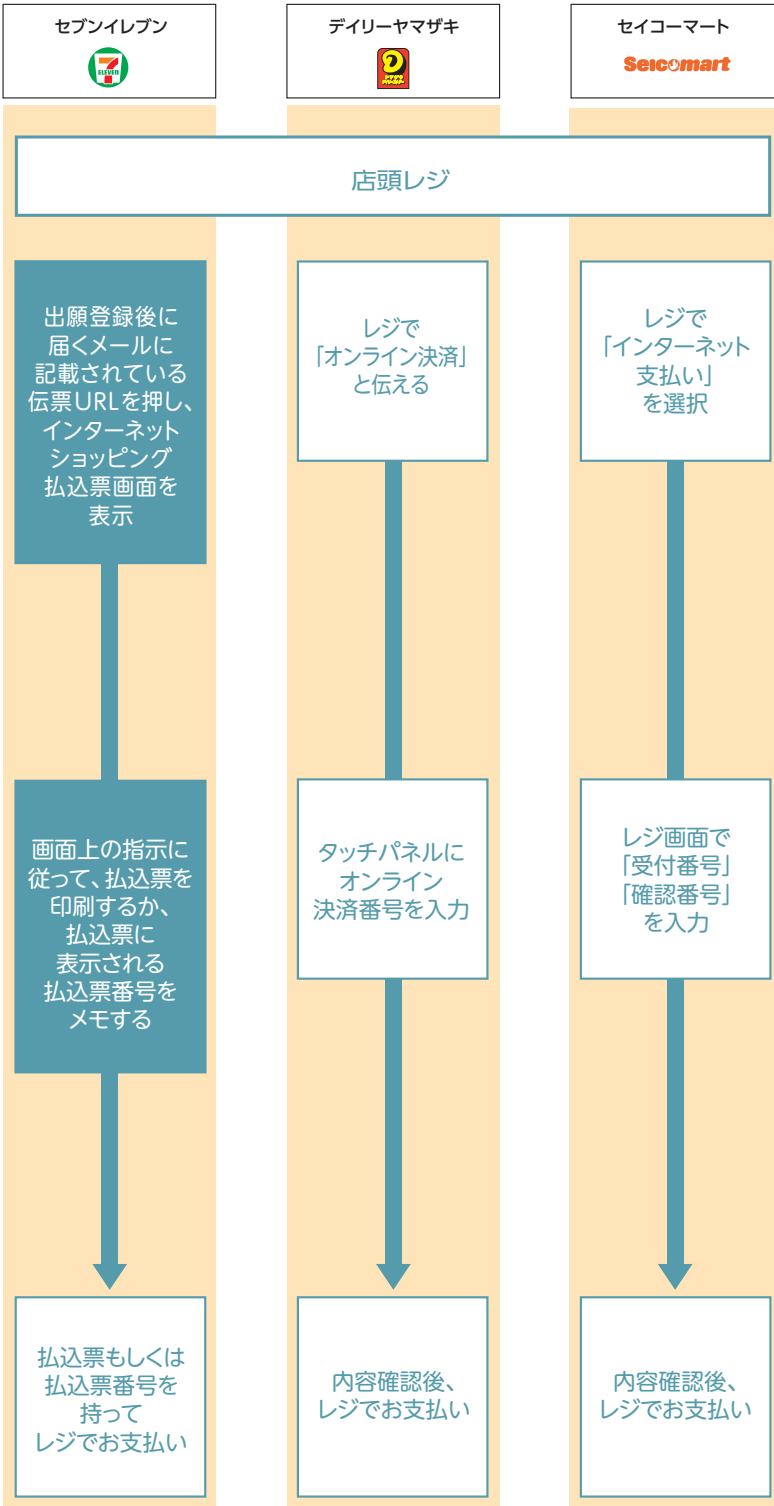 セブンイレブン
7
ELEVEN
デイリーヤマザキ
セイコーマート
Seicomart
店頭レジ
出願登録後に
届くメールに
記載されている
伝票URLを押し、
インターネット
ショッピング
払込票画面を
表示
画面上の指示に
従って、払込票を
印刷するか、
払込票に
表示される
払込票番号を
メモする
払込票もしくは
払込票番号を
持って
レジでお支払い
レジで
「オンライン決済」
と伝える
タッチパネルに
オンライン
決済番号を入力
内容確認後、
レジでお支払い
レジで
「インターネット
支払い」
を選択
レジ画面で
「受付番号」
「確認番号」
を入力
内容確認後、
レジでお支払い